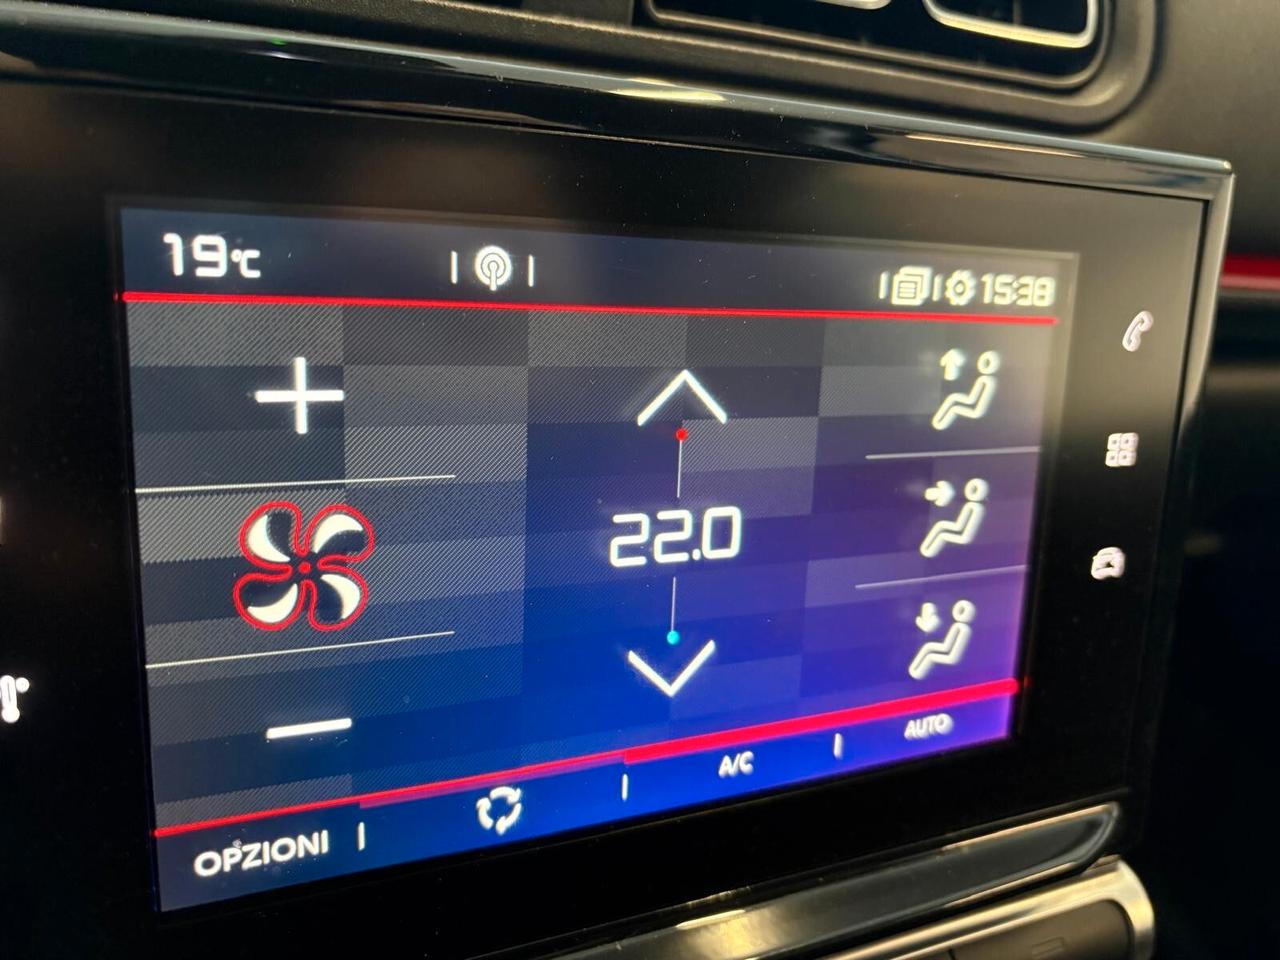 19°C
15:38
22.0
OPZIONI
A/C
AUTO